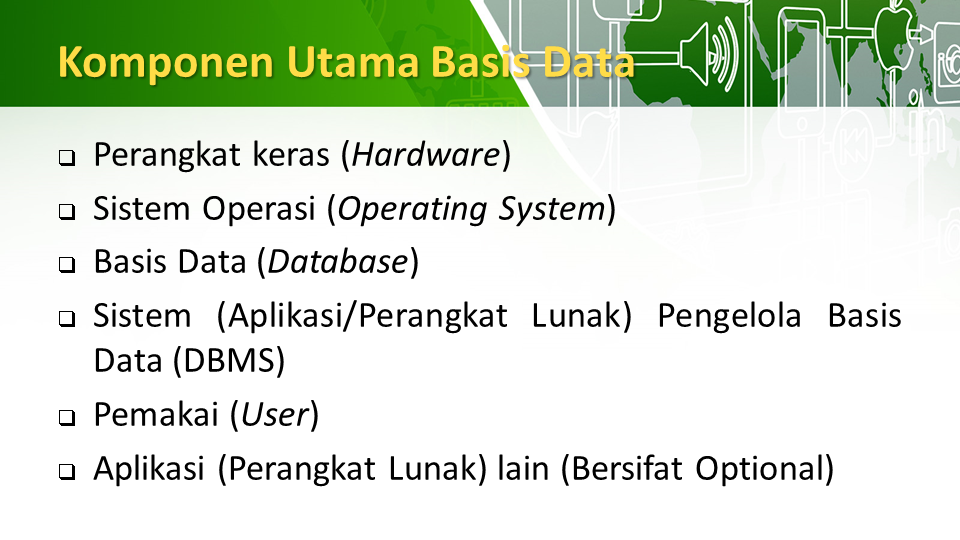 Komponen Utama Basis Data
Perangkat keras (Hardware)
Sistem Operasi (Operating System)
Basis Data (Database)
Sistem (Aplikasi/Perangkat Lunak) Pengelola Basis
Data (DBMS)
Pemakai (User)
Aplikasi (Perangkat Lunak) lain (Bersifat Optional)